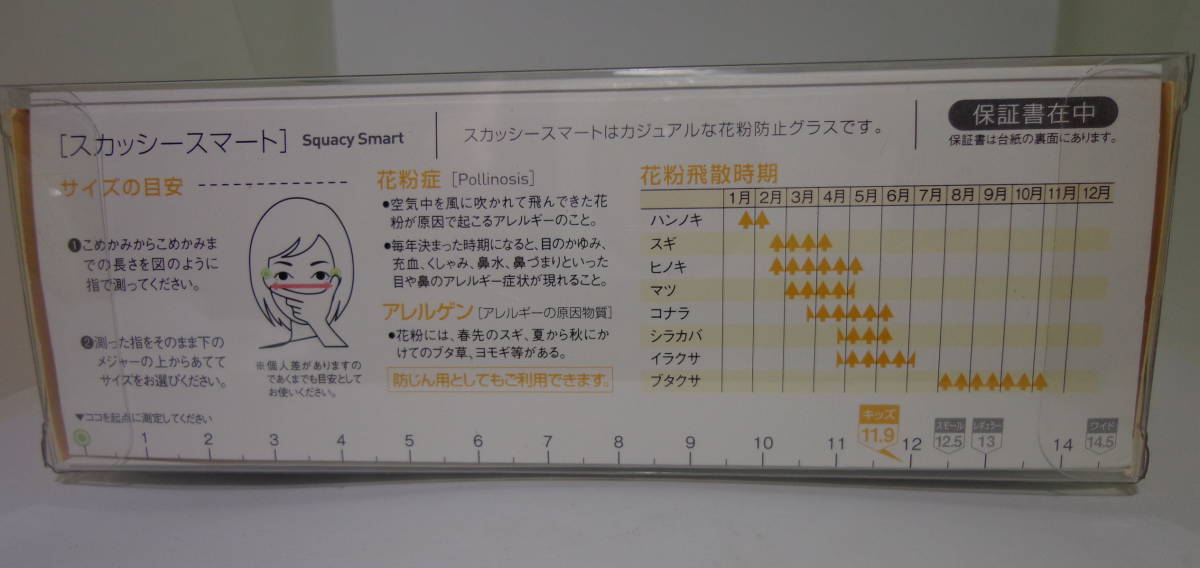 [スカッシースマート] Squacy Smart
スカッシースマートはカジュアルな花粉防止グラスです。
保証書在中
保証書は台紙の裏面にあります。
サイズの目安
❶こめかみからこめかみま
での長さを図のように
指で測ってください。
❷測った指をそのまま下の
メジャーの上からあてて
サイズをお選びください。
※個人差がありますの
であくまでも目安として
お使いください。
花粉症 [Pollinosis]
●空気中を風に吹かれて飛んできた花
粉が原因で起こるアレルギーのこと。
●毎年決まった時期になると、目のかゆみ、
充血、くしゃみ、鼻水、鼻づまりといった
目や鼻のアレルギー症状が現れること。
アレルゲン [アレルギーの原因物質]
●花粉には、春先のスギ、夏から秋にか
けてのブタ草、ヨモギ等がある。
防じん用としてもご利用できます。
花粉飛散時期
1月 2月 3月 4月 5月 6月 7月 8月 9月 10月 11月 12月
ハンノキ
スギ
ヒノキ
マツ
コナラ
シラカバ
イラクサ
ブタクサ
▼ココを起点に測定してください
キッズ 11.9
スモール 12.5
レギュラー 13
ワイド 14.5
1 2 3 4 5 6 7 8 9 10 11 12 14